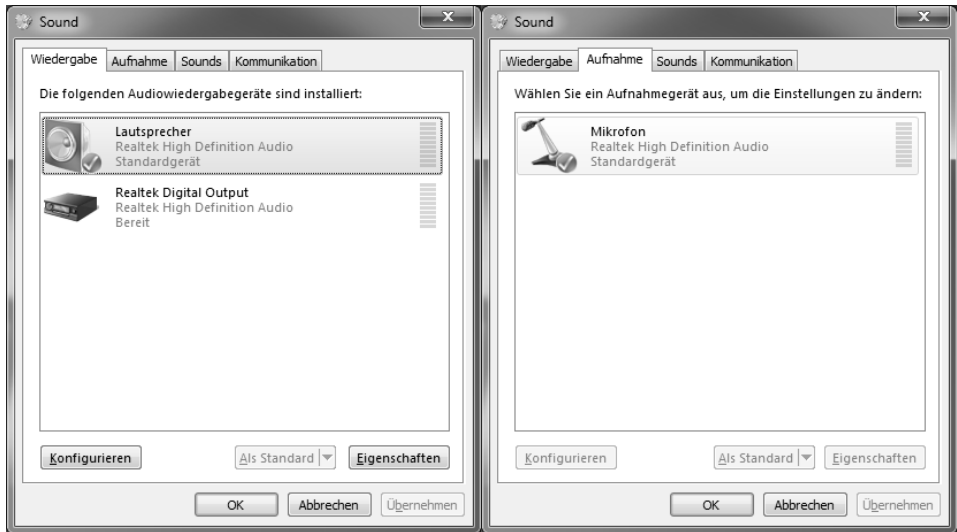 Sound
Wiedergabe Aufnahme Sounds Kommunikation
Die folgenden Audiowiedergabegeräte sind installiert:
Lautsprecher
Realtek High Definition Audio
Standardgerät
Realtek Digital Output
Realtek High Definition Audio
Bereit
Konfigurieren Als Standard Eigenschaften
OK Abbrechen Übernehmen
Sound
Wiedergabe Aufnahme Sounds Kommunikation
Wählen Sie ein Aufnahmegerät aus, um die Einstellungen zu ändern:
Mikrofon
Realtek High Definition Audio
Standardgerät
Konfigurieren Als Standard Eigenschaften
OK Abbrechen Übernehmen